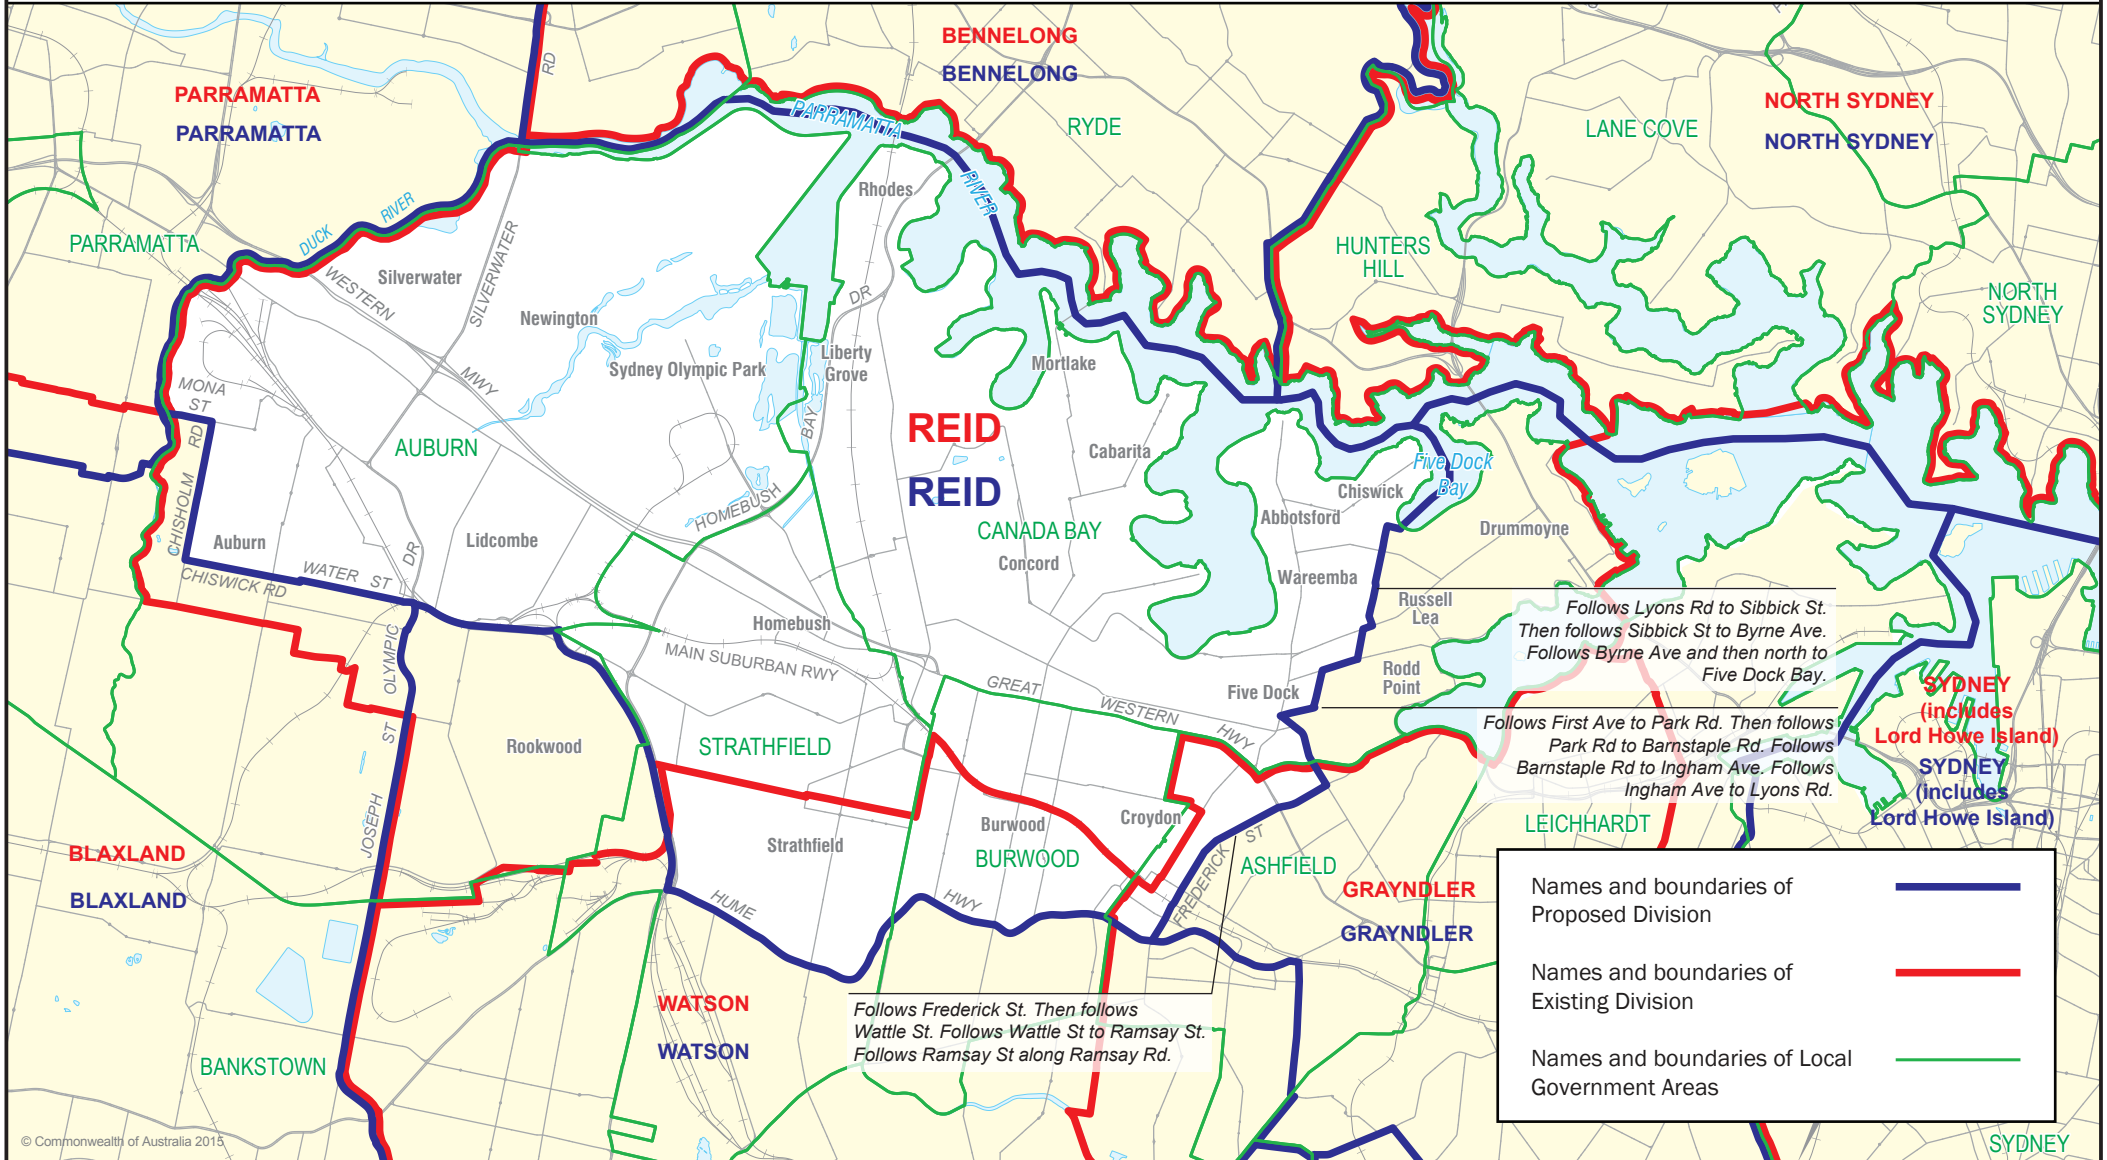 BENNELONG
BENNELONG
RD
PARRAMATTA
PARRAMATTA
NORTH SYDNEY
NORTH SYDNEY
PARRAMATTA
RIVER
RYDE
LANE COVE
Rhodes
DUCK
RIVER
PARRAMATTA
HUNTERS
HILL
WESTERN
MWY
Silverwater
SILVERWATER
Newington
NORTH
SYDNEY
DR
BAY
HOMEBUSH
Liberty
Grove
Sydney Olympic Park
Mortlake
MONA
ST
RD
CHISHOLM
REID
REID
AUBURN
Cabarita
Five Dock
Bay
Chiswick
Abbotsford
CANADA BAY
Concord
Drummoyne
Auburn
Lidcombe
DR
WATER ST
CHISWICK RD
Wareemba
Russell
Lea
Follows Lyons Rd to Sibbick St.
Then follows Sibbick St to Byrne Ave.
Follows Byrne Ave and then north to
Five Dock Bay.
Homebush
MAIN SUBURBAN RWY
OLYMPIC
ST
JOSEPH
GREAT
WESTERN
HWY
Five Dock
Rodd
Point
SYDNEY
(includes
Lord Howe Island)
Follows First Ave to Park Rd. Then follows
Park Rd to Barnstaple Rd. Follows
Barnstaple Rd to Ingham Ave. Follows
Ingham Ave to Lyons Rd.
SYDNEY
(includes
Lord Howe Island)
Rookwood
STRATHFIELD
Strathfield
Burwood
BURWOOD
Croydon
LEICHHARDT
ASHFIELD
FREDERICK ST
BLAXLAND
BLAXLAND
HUME
HWY
GRAYNDLER
GRAYNDLER
Names and boundaries of
Proposed Division
Names and boundaries of
Existing Division
Names and boundaries of Local
Government Areas
WATSON
WATSON
Follows Frederick St. Then follows
Wattle St. Follows Wattle St to Ramsay St.
Follows Ramsay St along Ramsay Rd.
BANKSTOWN
© Commonwealth of Australia 2015
SYDNEY